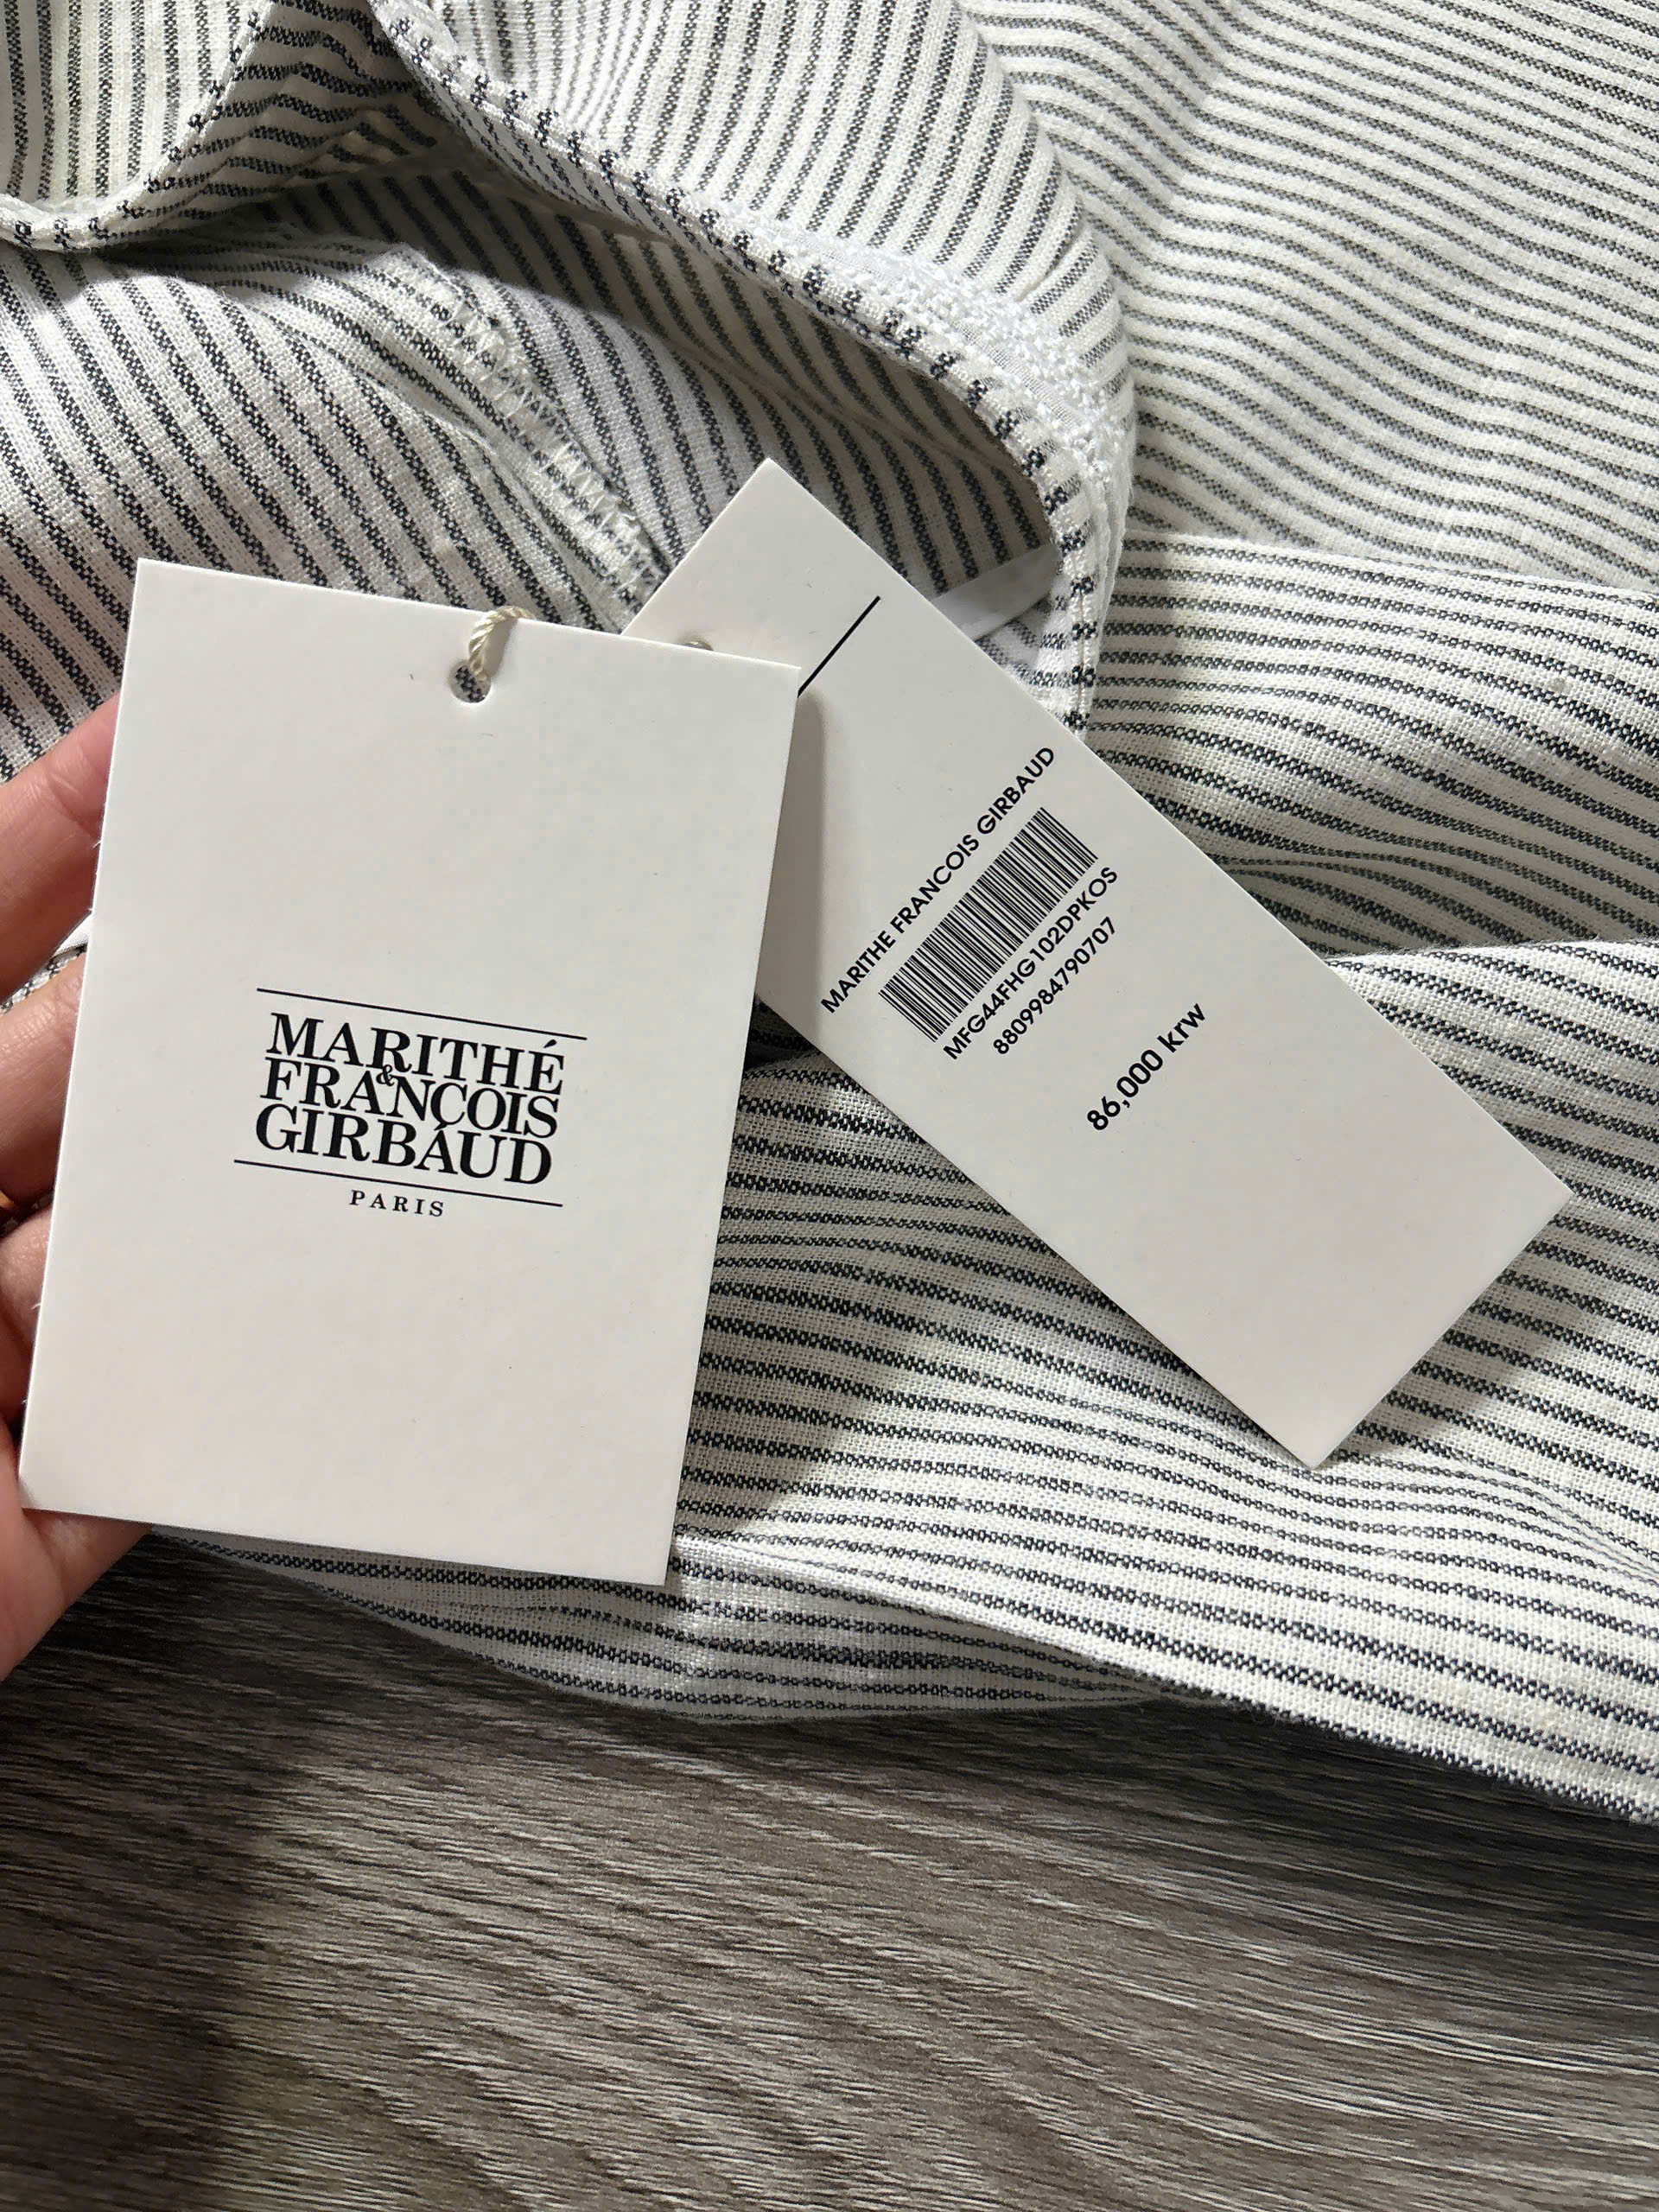 MARITHÉ
&
FRANÇOIS
GIRBAUD
PARIS
MARITHE FRANCOIS GIRBAUD
MFG44FHG102DPKOS
8809984790707
86,000 krw